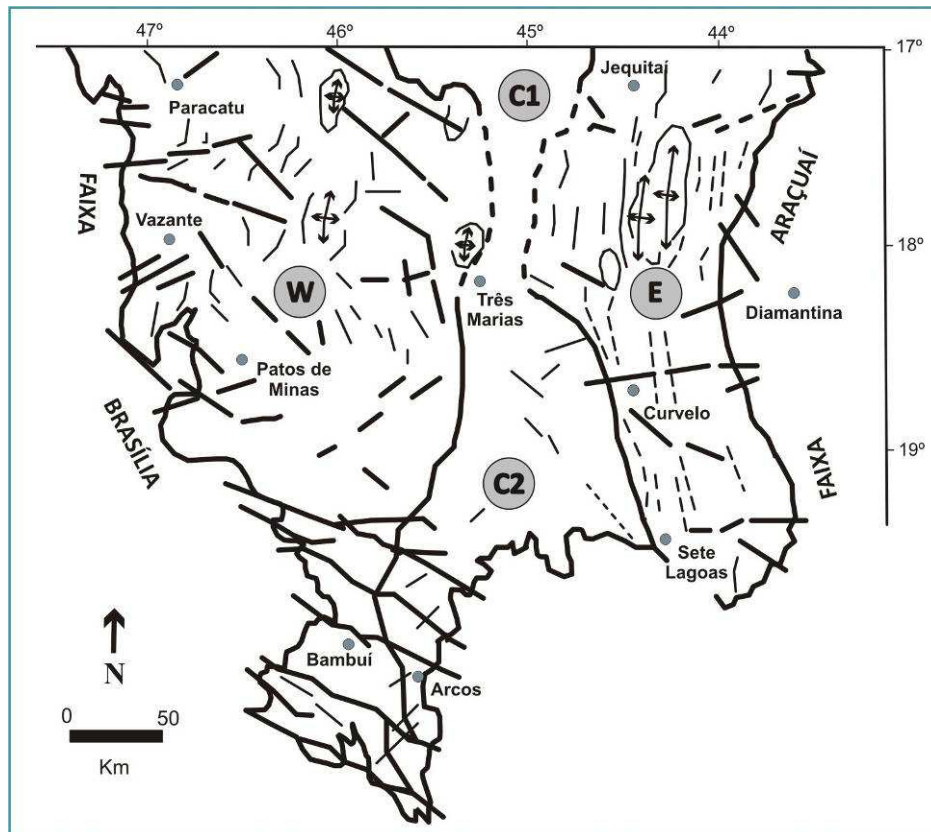 47º
46º
45º
44º
17º
Jequitaí
C1
Paracatu
FAIXA
ARAÇUAÍ
Vazante
18º
W
E
Três
Marias
Diamantina
Patos de
Minas
Curvelo
BRASÍLIA
19º
C2
FAIXA
Sete
Lagoas
N
Bambuí
Arcos
0 50
Km